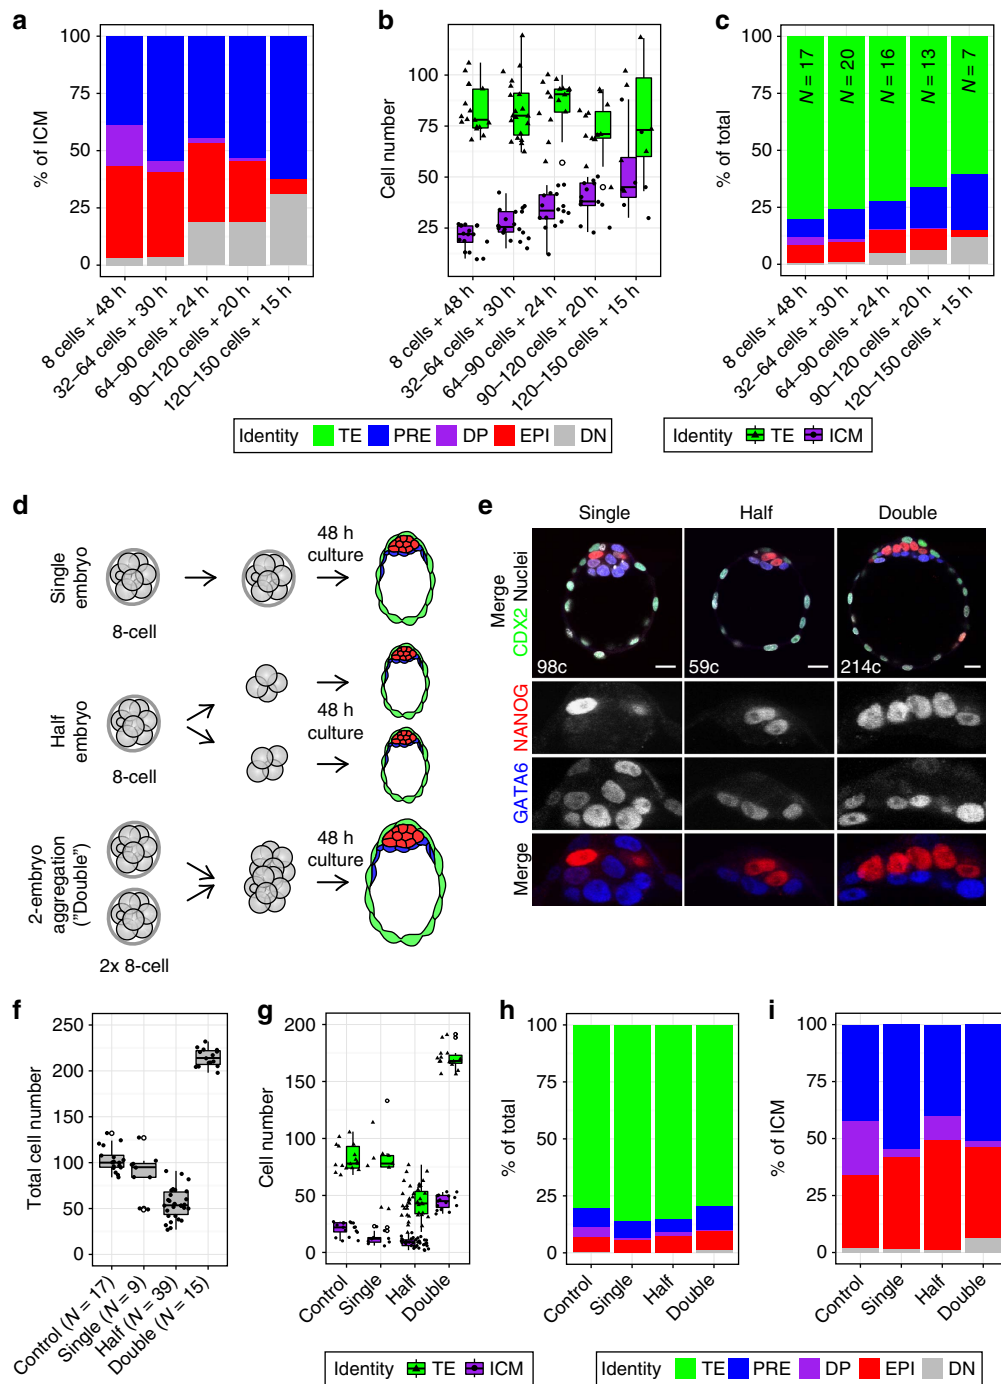 a
% of ICM
100
75
50
25
0
8 cells + 48 h
32–64 cells + 30 h
64–90 cells + 24 h
90–120 cells + 20 h
120–150 cells + 15 h
b
Cell number
100
75
50
25
8 cells + 48 h
32–64 cells + 30 h
64–90 cells + 24 h
90–120 cells + 20 h
120–150 cells + 15 h
c
% of total
100
75
50
25
0
N = 17
N = 20
N = 16
N = 13
N = 7
8 cells + 48 h
32–64 cells + 30 h
64–90 cells + 24 h
90–120 cells + 20 h
120–150 cells + 15 h
Identity TE PRE DP EPI DN
Identity TE ICM
d
Single
embryo
8-cell
48 h
culture
Half
embryo
8-cell
48 h
culture
2-embryo
aggregation
("Double")
2x 8-cell
48 h
culture
e
Single Half Double
Merge
CDX2 Nuclei
98c
59c
214c
NANOG
GATA6
Merge
f
Total cell number
250
200
150
100
50
0
Control (N = 17)
Single (N = 9)
Half (N = 39)
Double (N = 15)
g
Cell number
200
150
100
50
0
Control
Single
Half
Double
Identity TE ICM
h
% of total
100
75
50
25
0
Control
Single
Half
Double
i
% of ICM
100
75
50
25
0
Control
Single
Half
Double
Identity TE PRE DP EPI DN